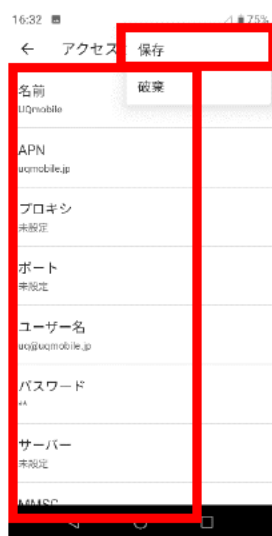 16:32
75%
← アクセス
保存
破棄
名前
UQmobile
APN
uqmobile.jp
プロキシ
未設定
ポート
未設定
ユーザー名
uq@uqmobile.jp
パスワード
**
サーバー
未設定
MMSC